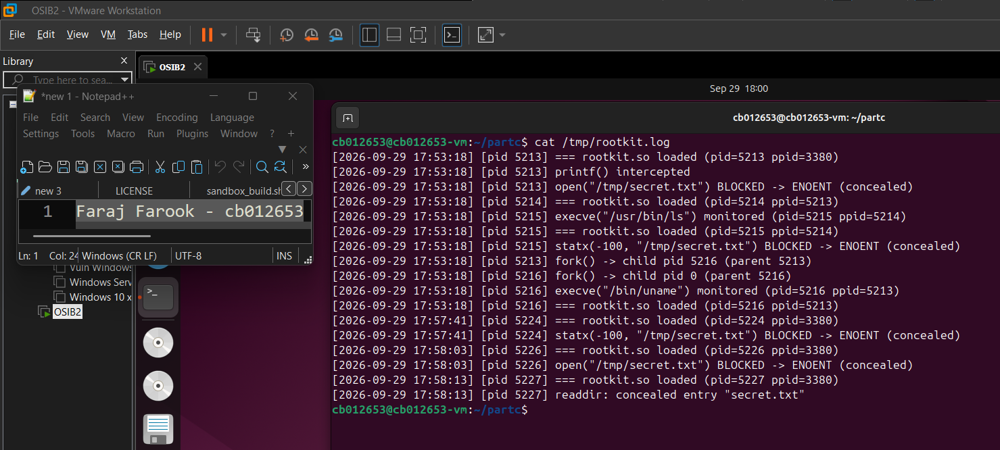 OSIB2 - VMware Workstation
File Edit View VM Tabs Help
Library
Type here to sea...
OSIB2
Sep 29 18:00
*new 1 - Notepad++
File Edit Search View Encoding Language
Settings Tools Macro Run Plugins Window ? +
new 3 LICENSE sandbox_build.sh
1 Faraj Farook - cb012653
Ln: 1 Col: 24 Windows (CR LF) UTF-8 INS
Vuln Windows
Windows Serv
Windows 10 x
OSIB2
cb012653@cb012653-vm: ~/partc
cb012653@cb012653-vm:~/partc$ cat /tmp/rootkit.log
[2026-09-29 17:53:18] [pid 5213] === rootkit.so loaded (pid=5213 ppid=3380)
[2026-09-29 17:53:18] [pid 5213] printf() intercepted
[2026-09-29 17:53:18] [pid 5213] open("/tmp/secret.txt") BLOCKED -> ENOENT (concealed)
[2026-09-29 17:53:18] [pid 5214] === rootkit.so loaded (pid=5214 ppid=5213)
[2026-09-29 17:53:18] [pid 5215] execve("/usr/bin/ls") monitored (pid=5215 ppid=5214)
[2026-09-29 17:53:18] [pid 5215] === rootkit.so loaded (pid=5215 ppid=5214)
[2026-09-29 17:53:18] [pid 5215] statx(-100, "/tmp/secret.txt") BLOCKED -> ENOENT (concealed)
[2026-09-29 17:53:18] [pid 5213] fork() -> child pid 5216 (parent 5213)
[2026-09-29 17:53:18] [pid 5216] fork() -> child pid 0 (parent 5216)
[2026-09-29 17:53:18] [pid 5216] execve("/bin/uname") monitored (pid=5216 ppid=5213)
[2026-09-29 17:53:18] [pid 5216] === rootkit.so loaded (pid=5216 ppid=5213)
[2026-09-29 17:57:41] [pid 5224] === rootkit.so loaded (pid=5224 ppid=3380)
[2026-09-29 17:57:41] [pid 5224] statx(-100, "/tmp/secret.txt") BLOCKED -> ENOENT (concealed)
[2026-09-29 17:58:03] [pid 5226] === rootkit.so loaded (pid=5226 ppid=3380)
[2026-09-29 17:58:03] [pid 5226] open("/tmp/secret.txt") BLOCKED -> ENOENT (concealed)
[2026-09-29 17:58:13] [pid 5227] === rootkit.so loaded (pid=5227 ppid=3380)
[2026-09-29 17:58:13] [pid 5227] readdir: concealed entry "secret.txt"
cb012653@cb012653-vm:~/partc$